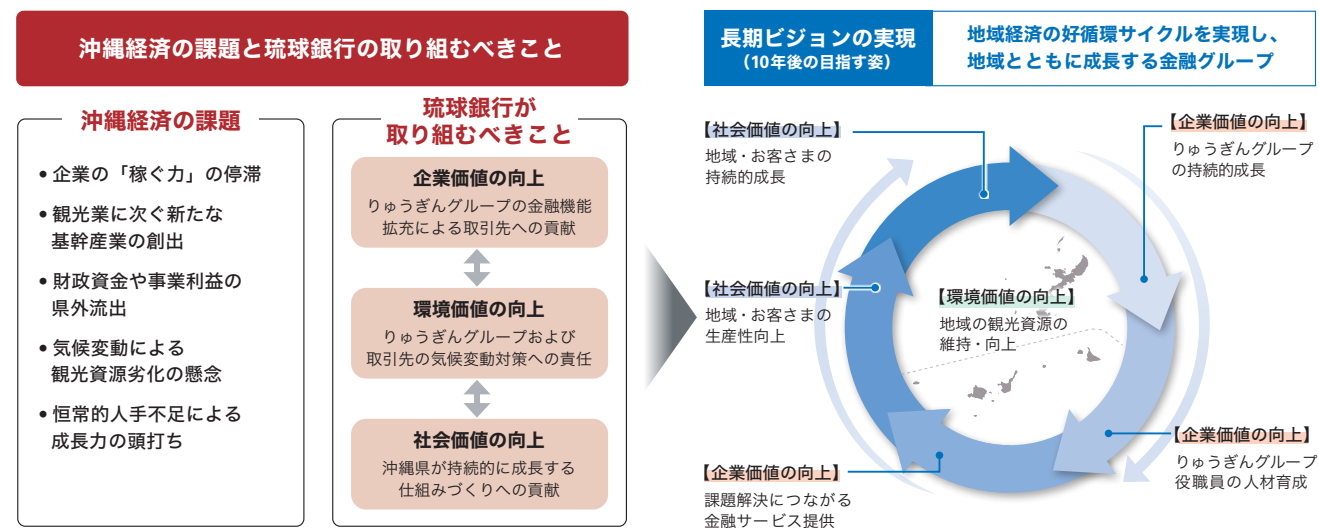 沖縄経済の課題と琉球銀行の取り組むべきこと
沖縄経済の課題
•企業の「稼ぐ力」の停滞
•観光業に次ぐ新たな
基幹産業の創出
•財政資金や事業利益の
県外流出
•気候変動による
観光資源劣化の懸念
•恒常的人手不足による
成長力の頭打ち
琉球銀行が
取り組むべきこと
企業価値の向上
りゅうぎんグループの金融機能
拡充による取引先への貢献
環境価値の向上
りゅうぎんグループおよび
取引先の気候変動対策への責任
社会価値の向上
沖縄県が持続的に成長する
仕組みづくりへの貢献
長期ビジョンの実現
（10年後の目指す姿）
地域経済の好循環サイクルを実現し、
地域とともに成長する金融グループ
【社会価値の向上】
地域・お客さまの
持続的成長
【企業価値の向上】
りゅうぎんグループ
の持続的成長
【社会価値の向上】
地域・お客さまの
生産性向上
【環境価値の向上】
地域の観光資源の
維持・向上
【企業価値の向上】
りゅうぎんグループ
役職員の人材育成
【企業価値の向上】
課題解決につながる
金融サービス提供